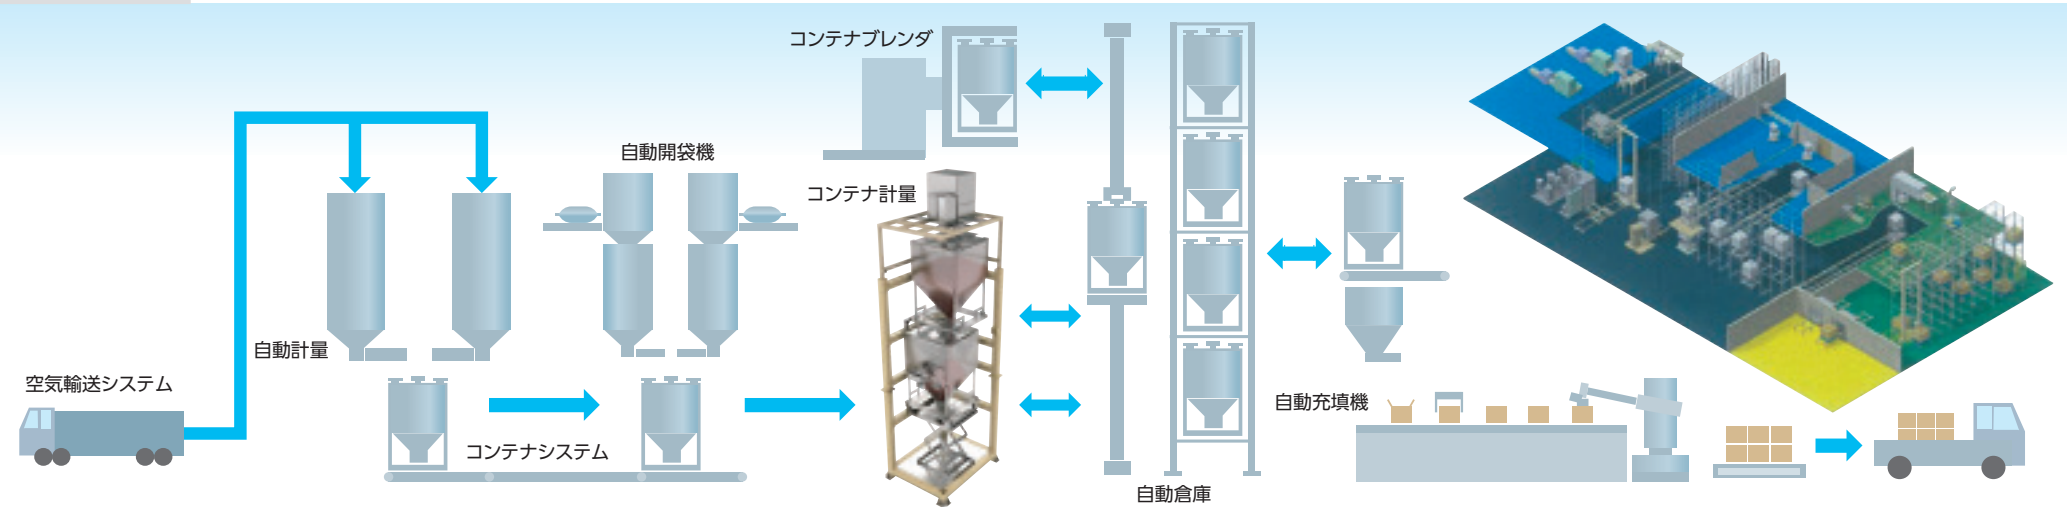 コンテナブレンダ
自動開袋機
コンテナ計量
自動計量
空気輸送システム
コンテナシステム
自動充填機
自動倉庫